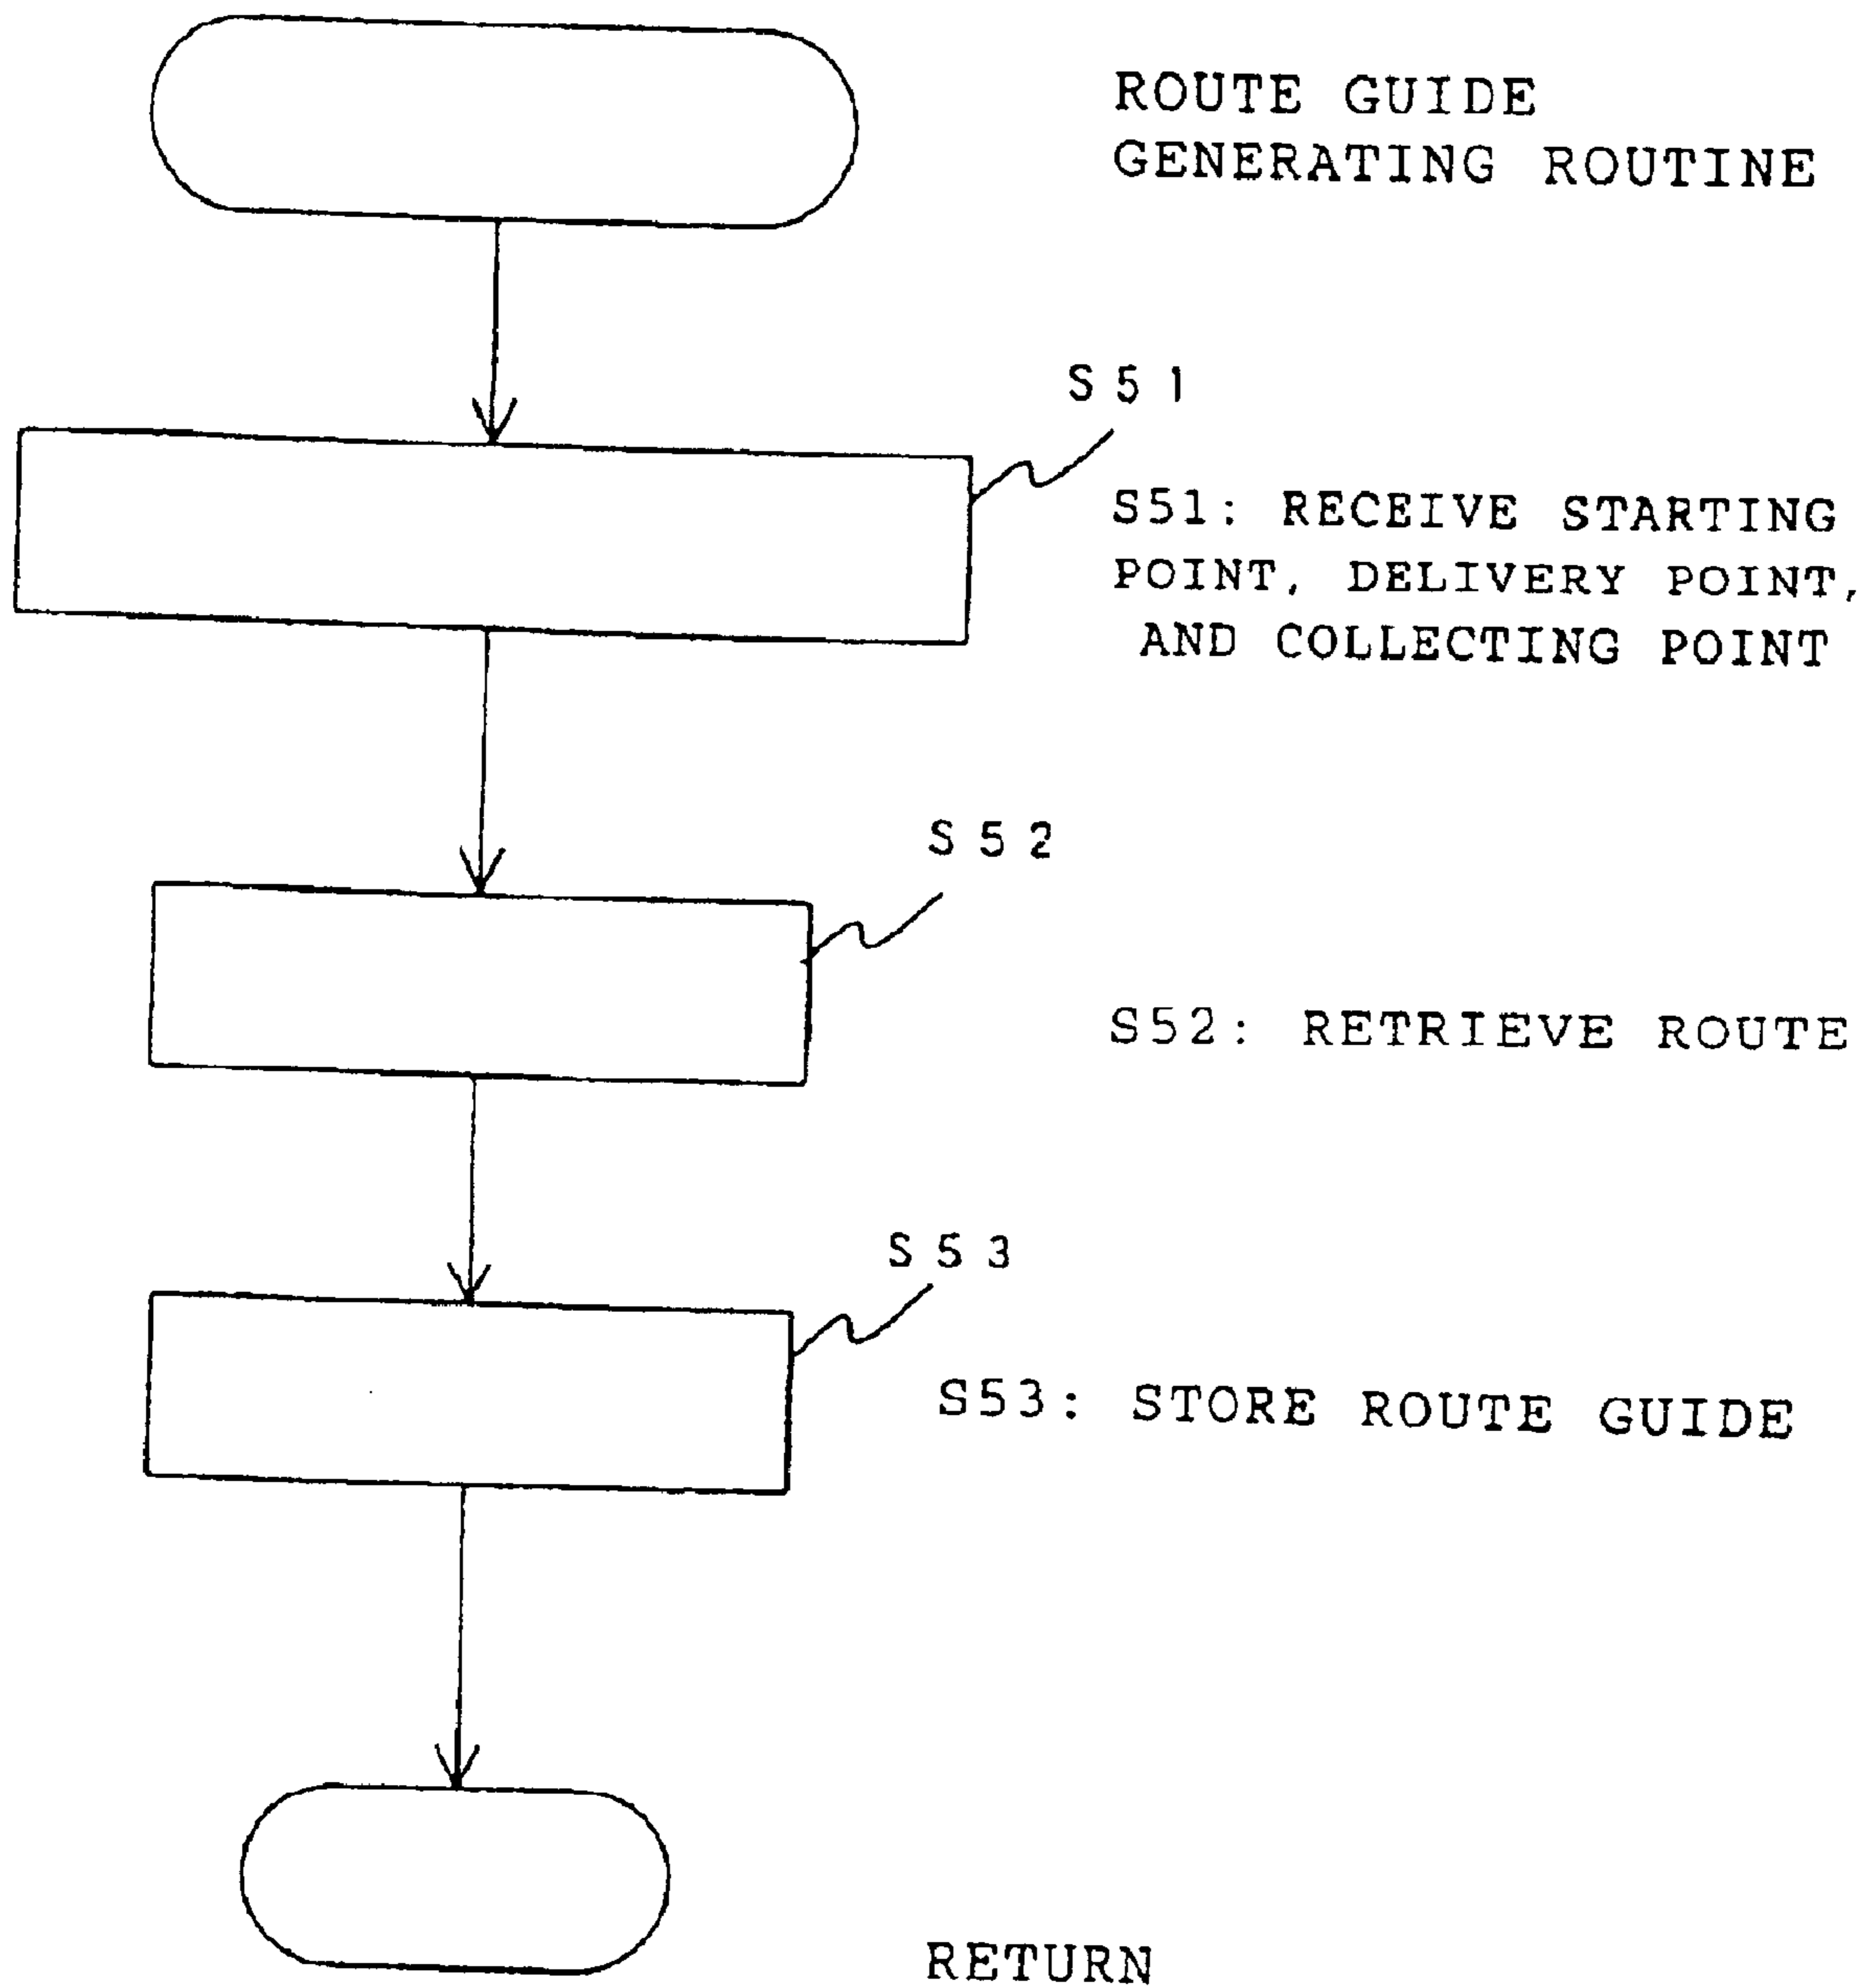 ROUTE GUIDE
GENERATING ROUTINE
S51
S51: RECEIVE STARTING
POINT, DELIVERY POINT,
AND COLLECTING POINT
S52
S52: RETRIEVE ROUTE
S53
S53: STORE ROUTE GUIDE
RETURN